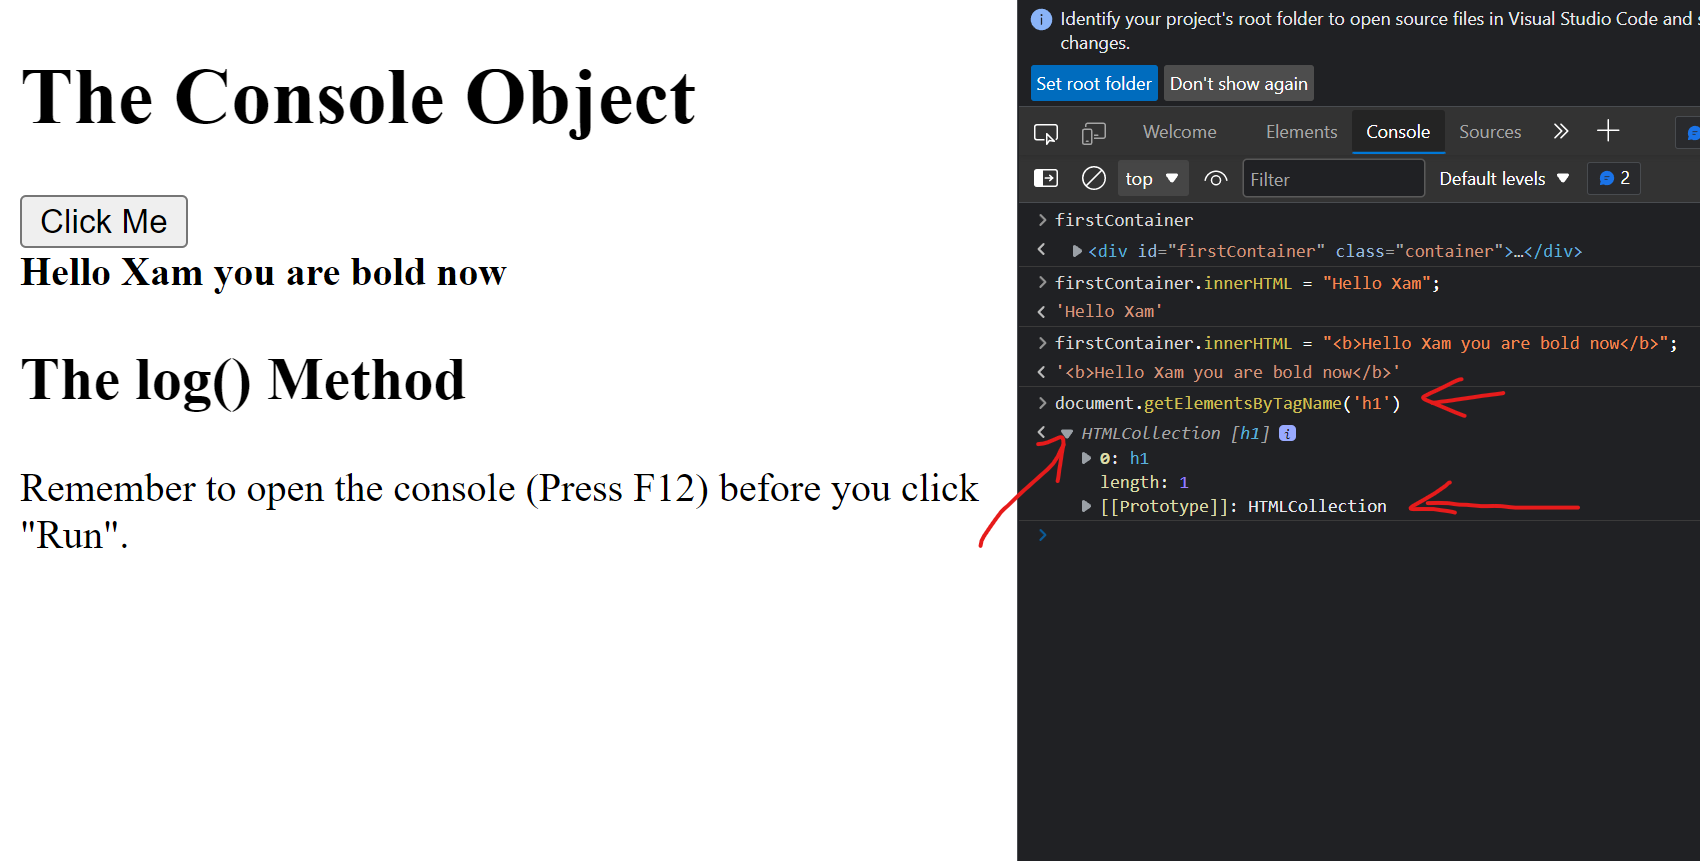 The Console Object
Click Me
Hello Xam you are bold now
The log() Method
Remember to open the console (Press F12) before you click
"Run".
Identify your project's root folder to open source files in Visual Studio Code and s
changes.
Set root folder Don't show again
Welcome Elements Console Sources
top Filter Default levels 2
firstContainer
<div id="firstContainer" class="container">…</div>
firstContainer.innerHTML = "Hello Xam";
'Hello Xam'
firstContainer.innerHTML = "<b>Hello Xam you are bold now</b>";
'<b>Hello Xam you are bold now</b>'
document.getElementsByTagName('h1')
HTMLCollection [h1] i
0: h1
length: 1
[[Prototype]]: HTMLCollection